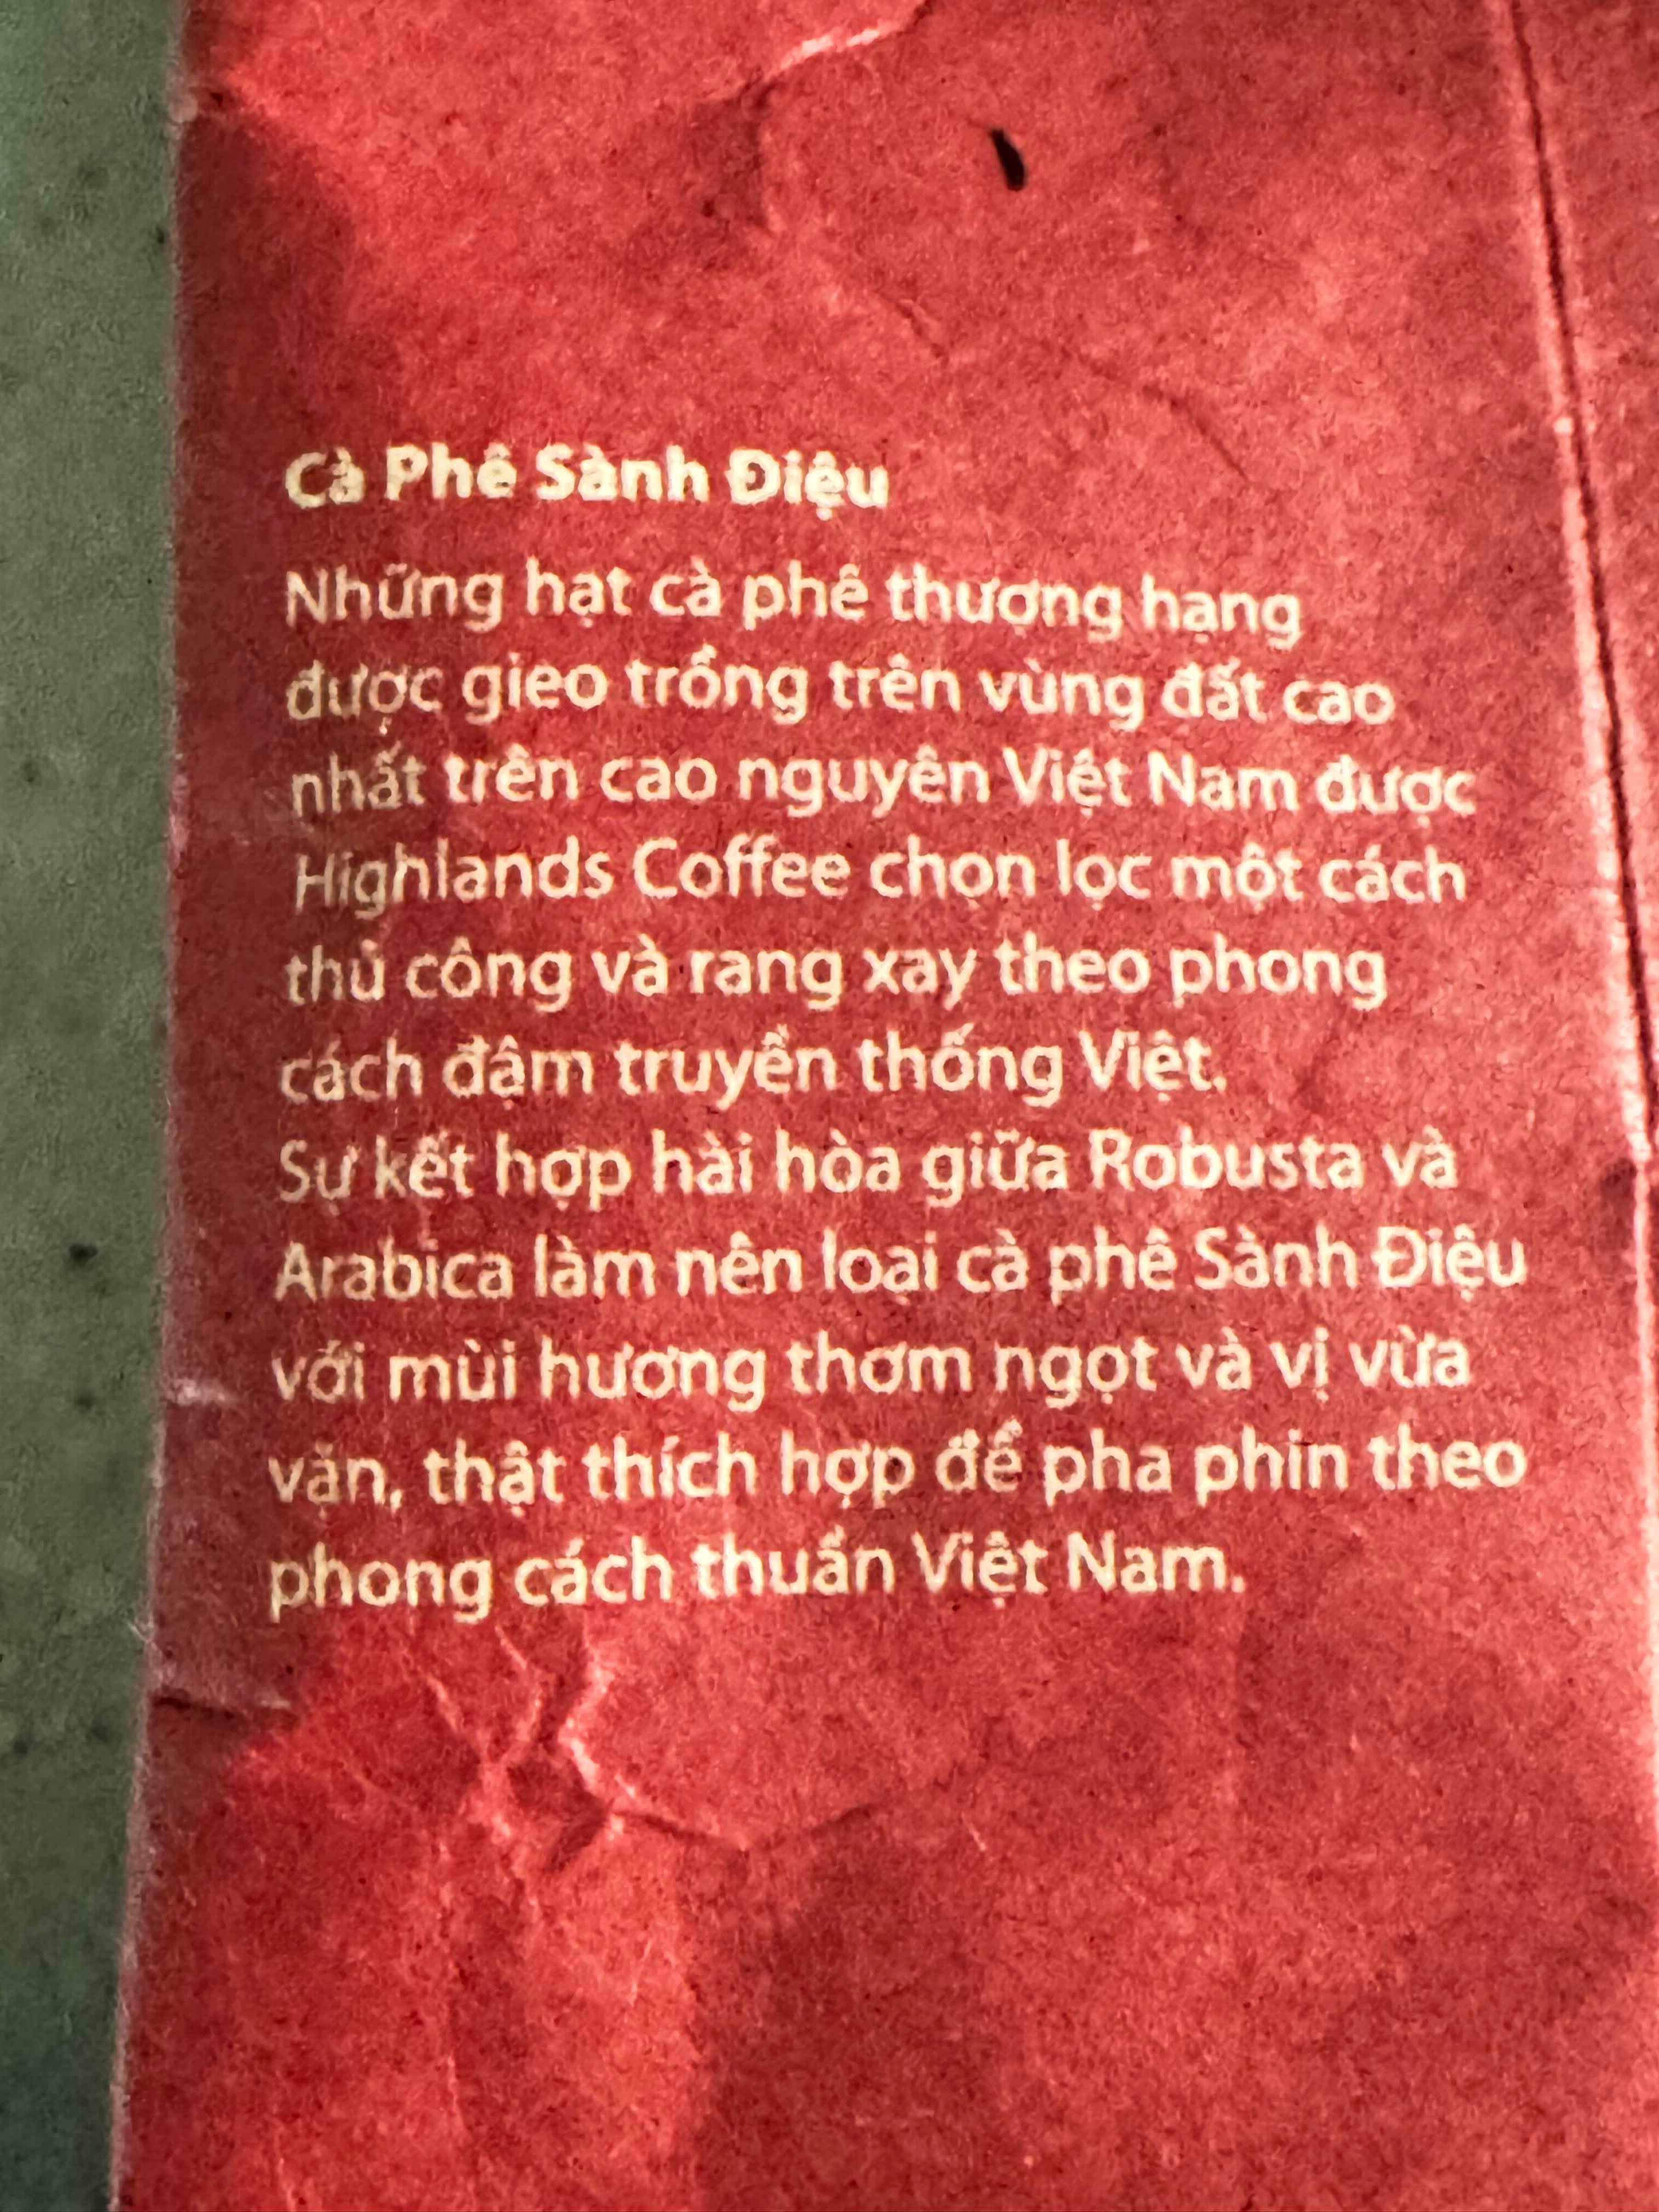 Cà Phê Sành Điệu
Những hạt cà phê thượng hạng
được gieo trồng trên vùng đất cao
nhất trên cao nguyên Việt Nam được
Highlands Coffee chọn lọc một cách
thủ công và rang xay theo phong
cách đậm truyền thống Việt.
Sự kết hợp hài hòa giữa Robusta và
Arabica làm nên loại cà phê Sành Điệu
với mùi hương thơm ngọt và vị vừa
vặn, thật thích hợp để pha phin theo
phong cách thuần Việt Nam.